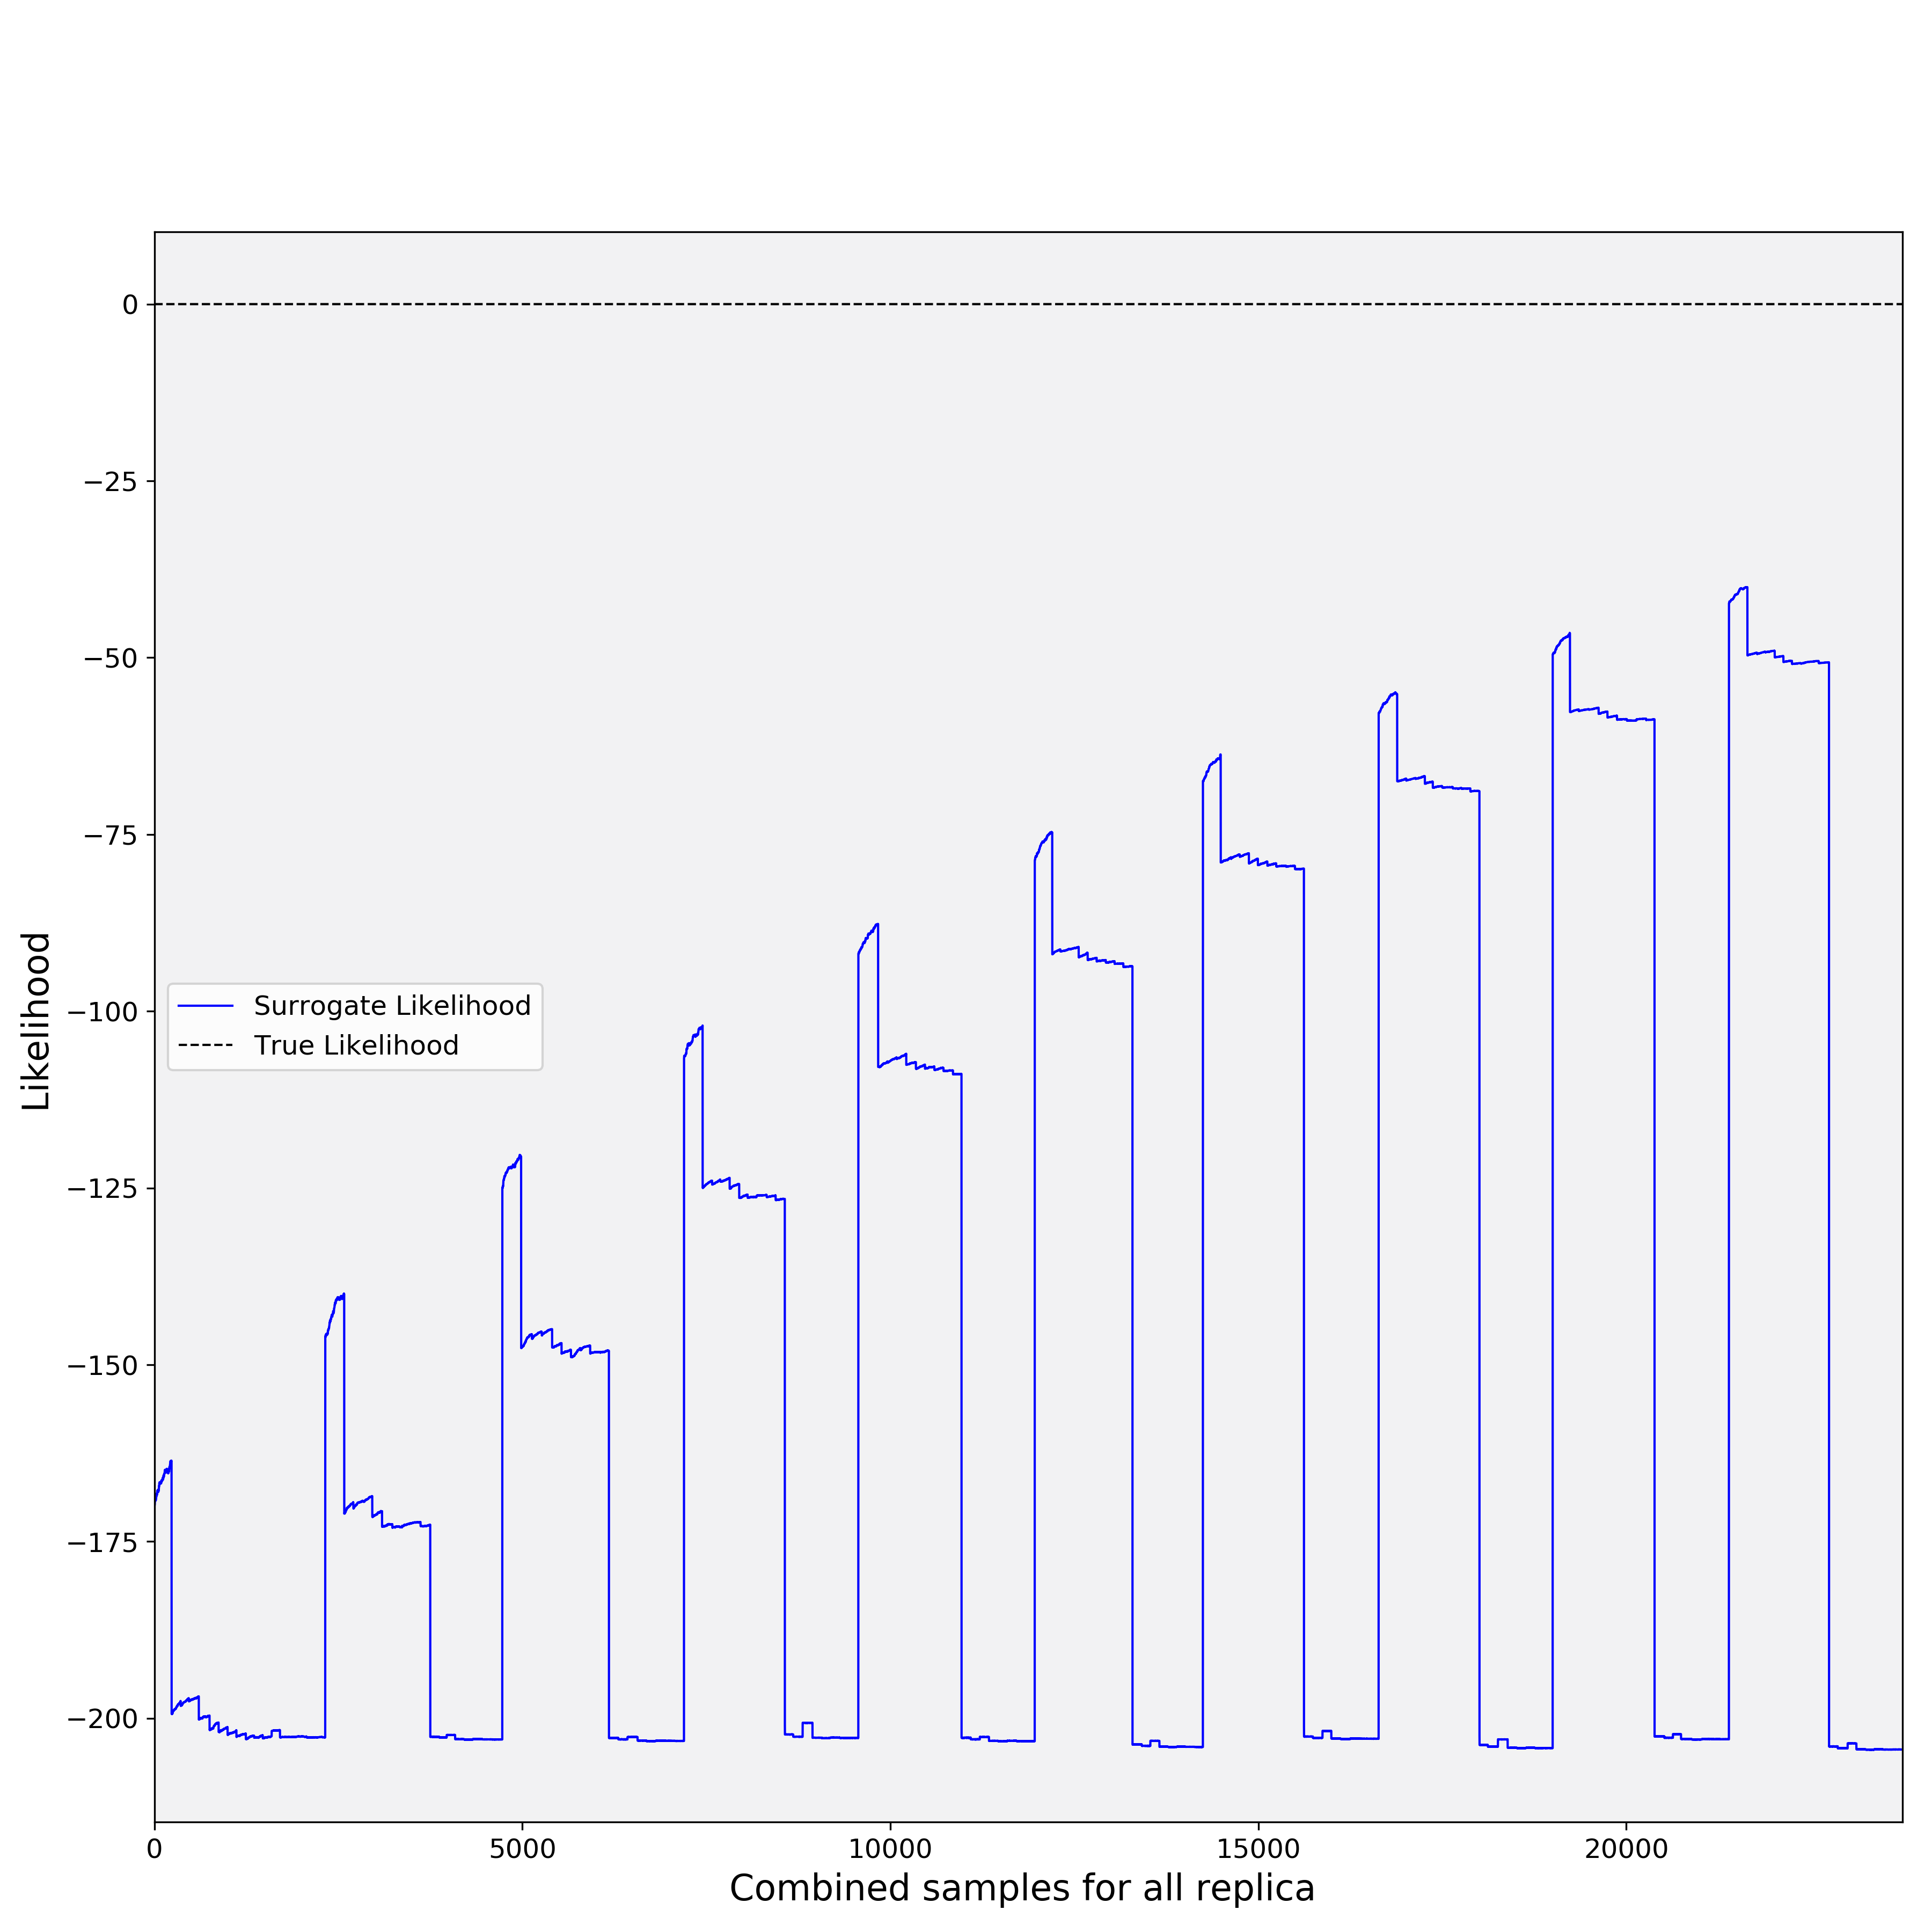 0
−25
−50
−75
−100
−125
−150
−175
−200
Likelihood
Surrogate Likelihood
True Likelihood
0 5000 10000 15000 20000
Combined samples for all replica